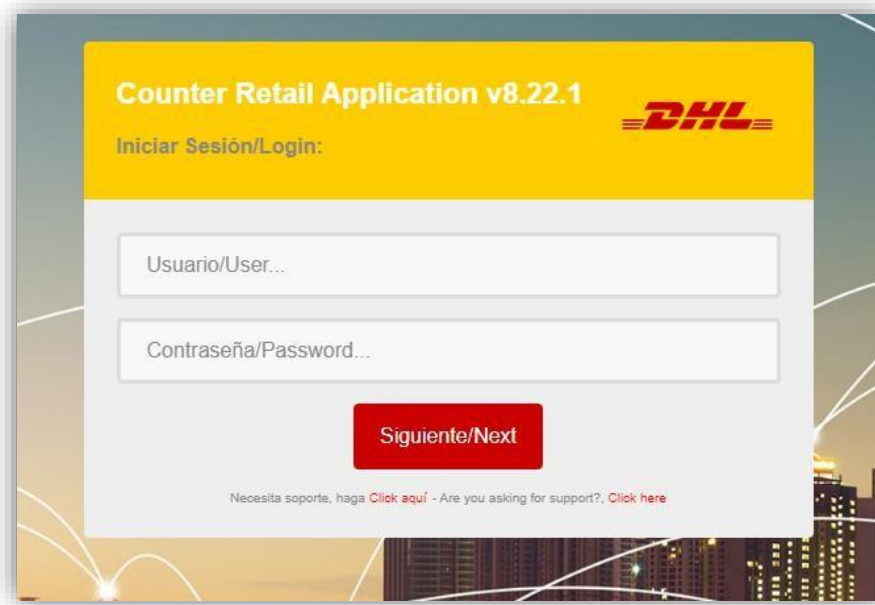 Counter Retail Application v8.22.1
DHL
Iniciar Sesión/Login:
Usuario/User...
Contraseña/Password...
Siguiente/Next
Necesita soporte, haga Click aquí - Are you asking for support?, Click here